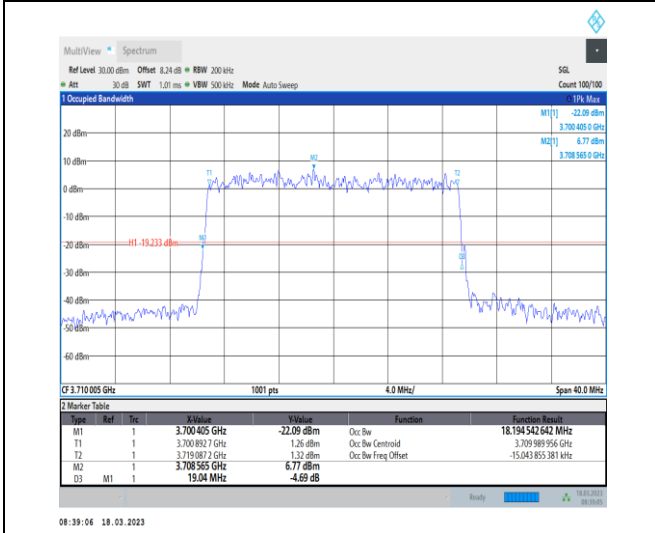 MultiView Spectrum
Ref Level 30.00 dBm Offset 8.24 dB RBW 200 kHz SGL
Att 30 dB SWT 1.01 ms VBW 500 kHz Mode Auto Sweep Count 100/100
1 Occupied Bandwidth 1Pk Max
M1[1] -22.09 dBm
3.700 405 0 GHz
20 dBm M2[1] 6.77 dBm
3.708 565 0 GHz
10 dBm M2
T1 T2
0 dBm
-10 dBm
-20 dBm H1 -19.233 dBm M1
D3
-30 dBm
-40 dBm
-50 dBm
-60 dBm
CF 3.710 005 GHz 1001 pts 4.0 MHz/ Span 40.0 MHz
2 Marker Table
Type Ref Trc X-Value Y-Value Function Function Result
M1 1 3.700 405 GHz -22.09 dBm Occ Bw 18.194 542 642 MHz
T1 1 3.700 892 7 GHz 1.26 dBm Occ Bw Centroid 3.709 989 956 GHz
T2 1 3.719 087 2 GHz 1.32 dBm Occ Bw Freq Offset -15.043 855 381 kHz
M2 1 3.708 565 GHz 6.77 dBm
D3 M1 1 19.04 MHz -4.69 dB
Ready 18.03.2023
08:39:05
08:39:06 18.03.2023